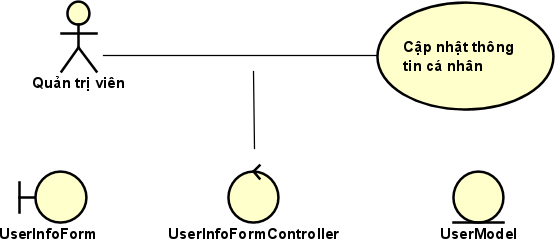 Cập nhật thông
tin cá nhân
Quản trị viên
UserInfoForm
UserInfoFormController
UserModel